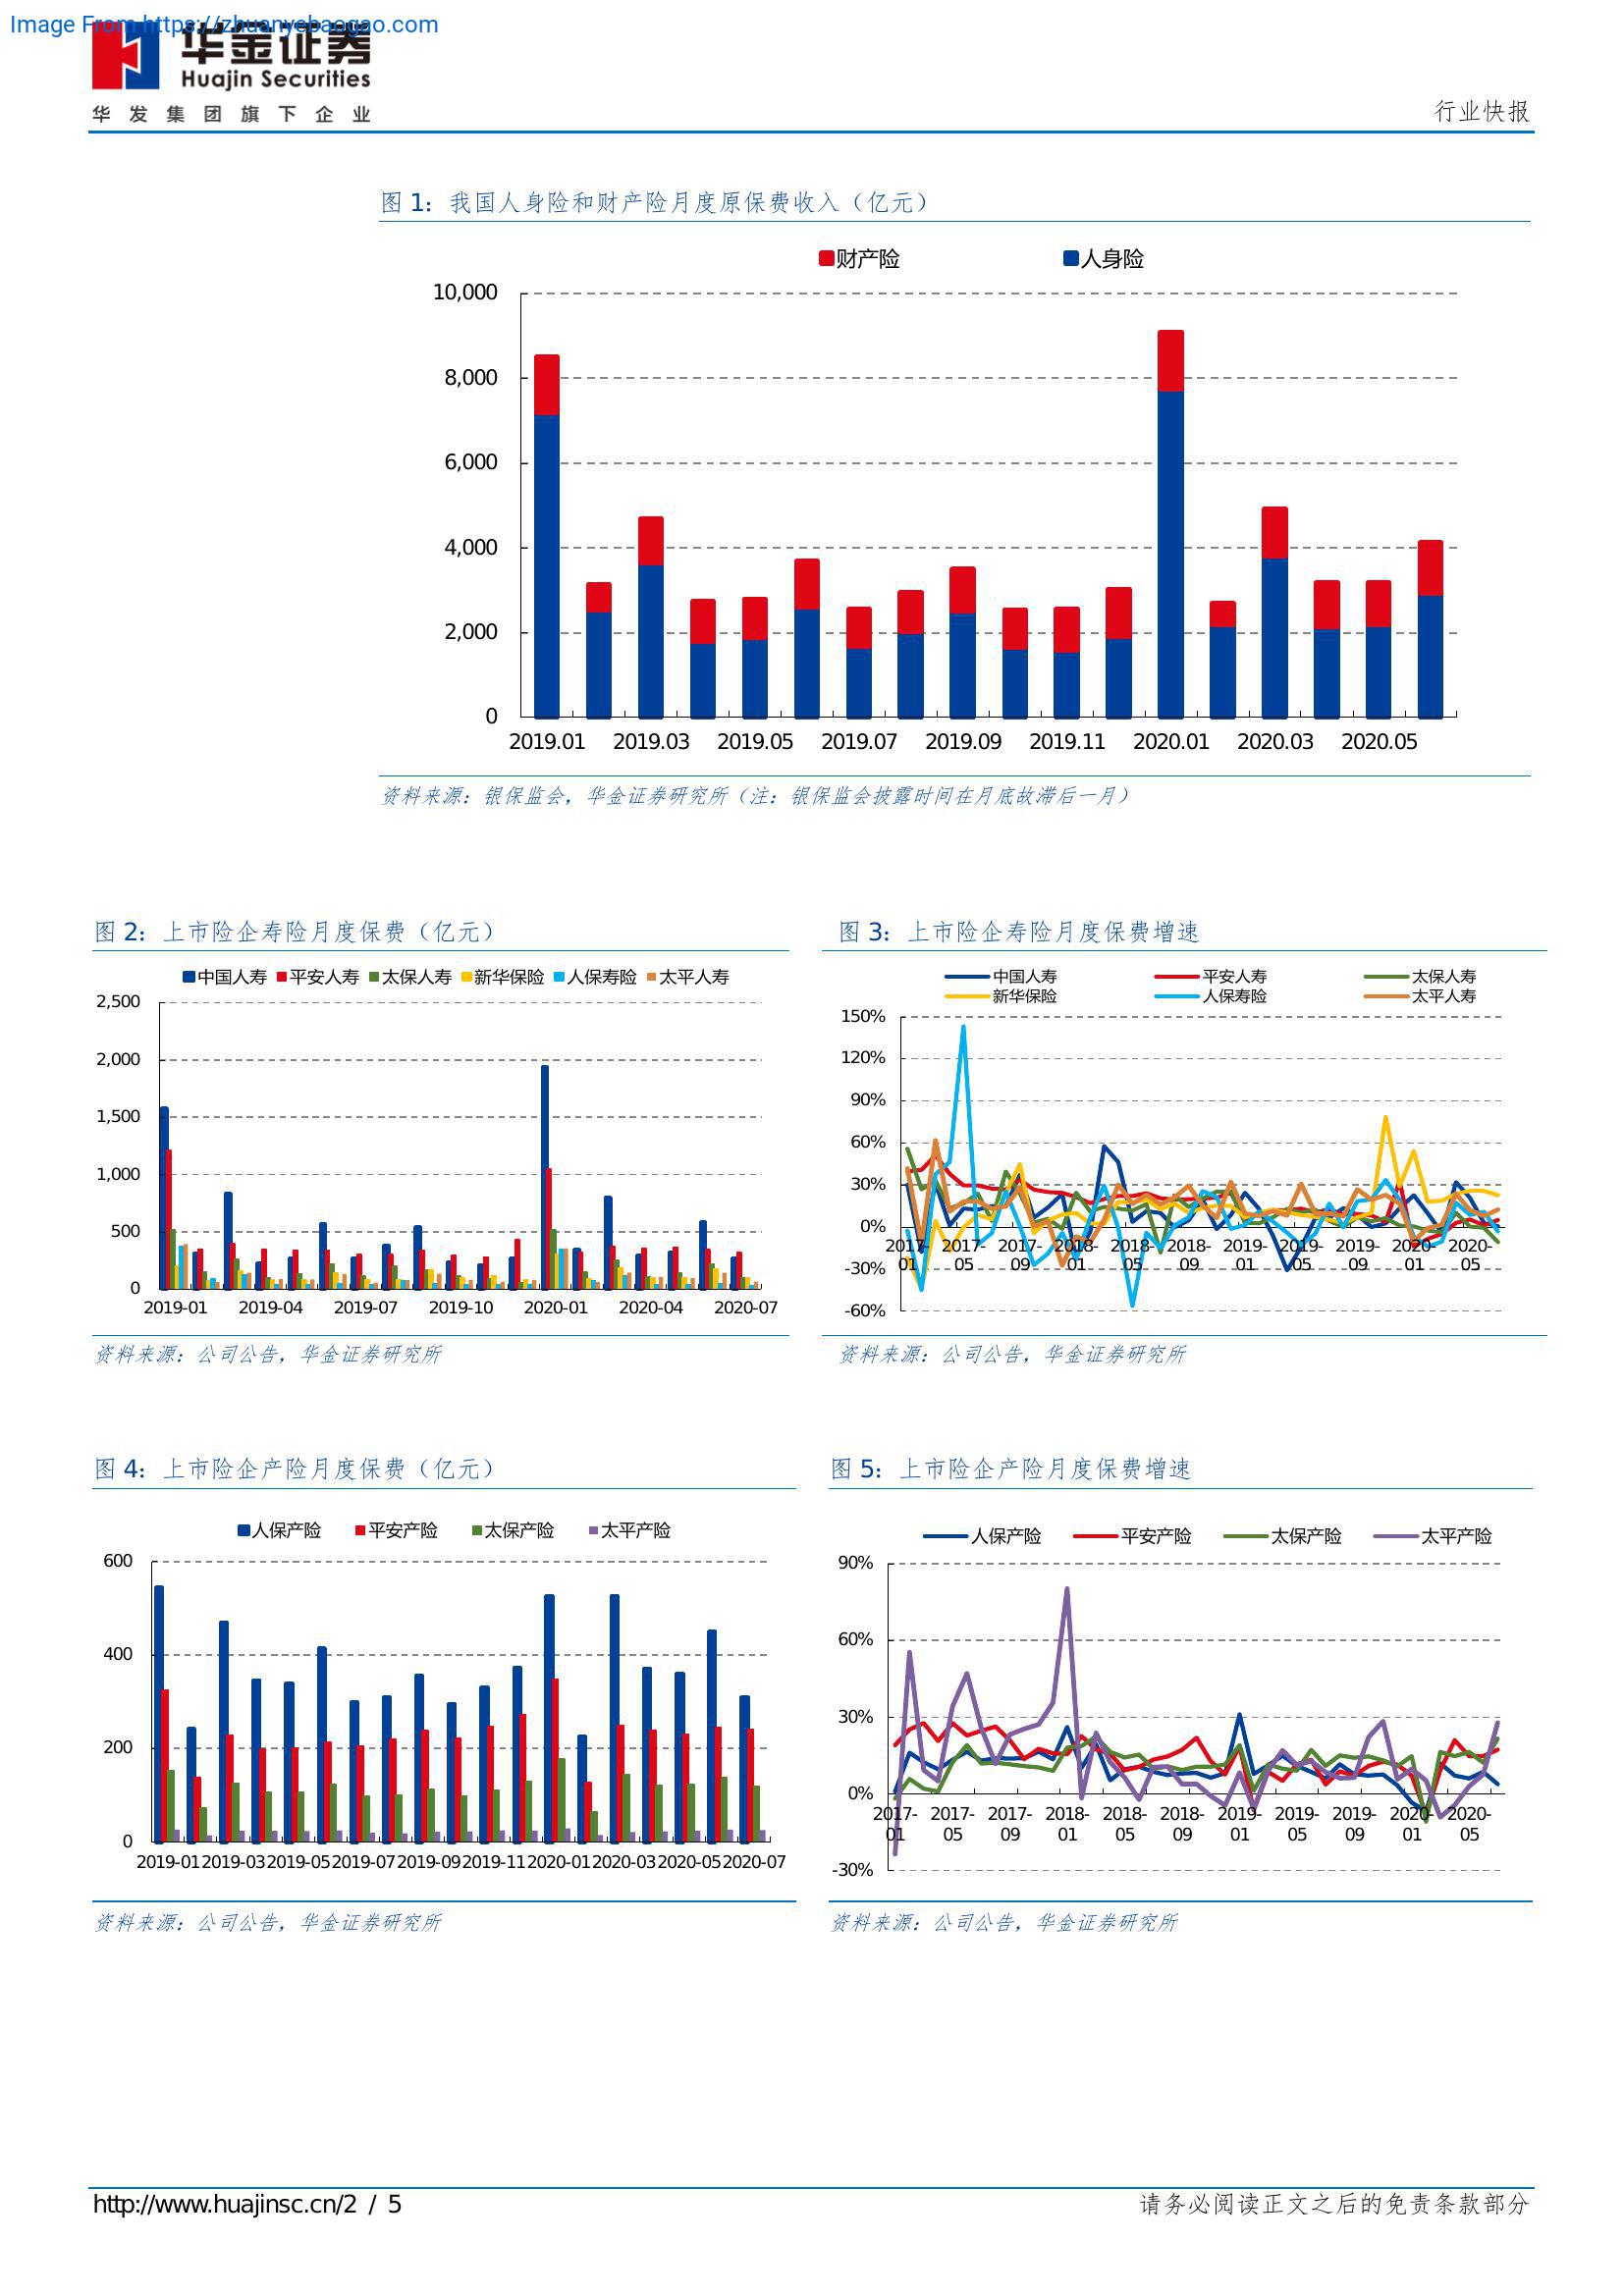 Image From https://zhuanyebaogao.com
华金证券
Huajin Securities
华发集团旗下企业
行业快报
图 1：我国人身险和财产险月度原保费收入（亿元）
财产险 人身险
10,000
8,000
6,000
4,000
2,000
0
2019.01 2019.03 2019.05 2019.07 2019.09 2019.11 2020.01 2020.03 2020.05
资料来源：银保监会，华金证券研究所（注：银保监会披露时间在月底故滞后一月）
图 2：上市险企寿险月度保费（亿元）
中国人寿 平安人寿 太保人寿 新华保险 人保寿险 太平人寿
2,500
2,000
1,500
1,000
500
0
2019-01 2019-04 2019-07 2019-10 2020-01 2020-04 2020-07
资料来源：公司公告，华金证券研究所
图 3：上市险企寿险月度保费增速
中国人寿 平安人寿 太保人寿
新华保险 人保寿险 太平人寿
150%
120%
90%
60%
30%
0%
-30%
-60%
2017-01 2017-05 2017-09 2018-01 2018-05 2018-09 2019-01 2019-05 2019-09 2020-01 2020-05
资料来源：公司公告，华金证券研究所
图 4：上市险企产险月度保费（亿元）
人保产险 平安产险 太保产险 太平产险
600
400
200
0
2019-01 2019-03 2019-05 2019-07 2019-09 2019-11 2020-01 2020-03 2020-05 2020-07
资料来源：公司公告，华金证券研究所
图 5：上市险企产险月度保费增速
人保产险 平安产险 太保产险 太平产险
90%
60%
30%
0%
-30%
2017-01 2017-05 2017-09 2018-01 2018-05 2018-09 2019-01 2019-05 2019-09 2020-01 2020-05
资料来源：公司公告，华金证券研究所
http://www.huajinsc.cn/2 / 5
请务必阅读正文之后的免责条款部分